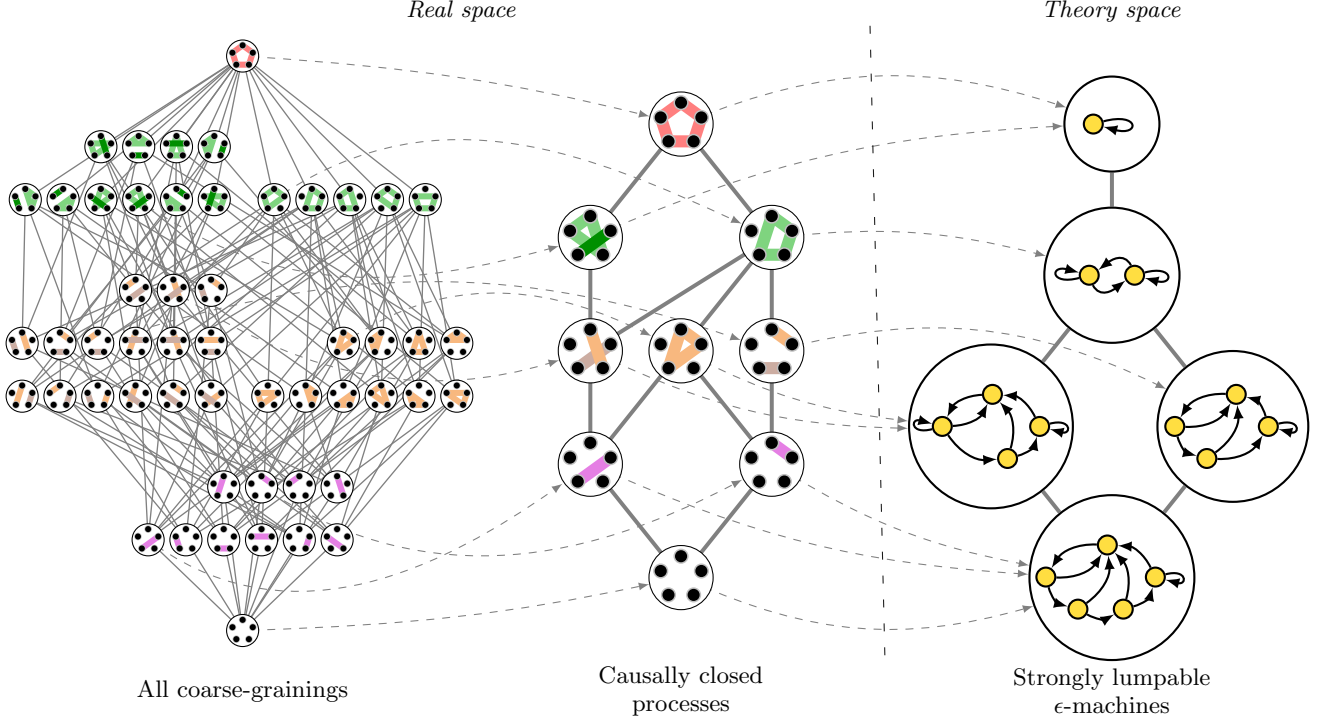 Real space
Theory space
All coarse-grainings
Causally closed
processes
Strongly lumpable
ϵ-machines